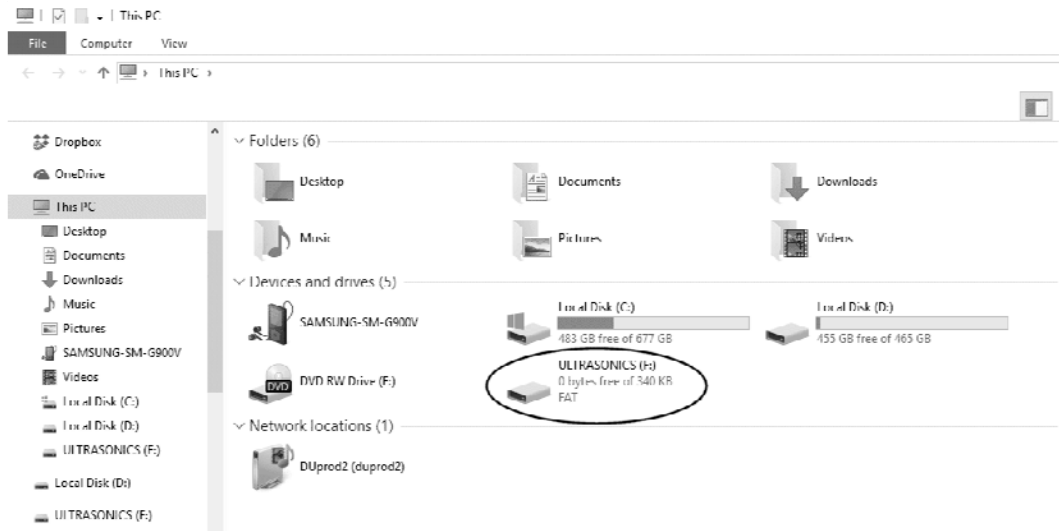 This PC
File Computer View
This PC
Dropbox
OneDrive
This PC
Desktop
Documents
Downloads
Music
Pictures
SAMSUNG-SM-G900V
Videos
Local Disk (C:)
Local Disk (D:)
ULTRASONICS (F:)
Local Disk (D:)
ULTRASONICS (F:)
Folders (6)
Desktop
Documents
Downloads
Music
Pictures
Videos
Devices and drives (5)
SAMSUNG-SM-G900V
Local Disk (C:)
483 GB free of 677 GB
Local Disk (D:)
455 GB free of 465 GB
DVD
DVD RW Drive (E:)
ULTRASONICS (F:)
0 bytes free of 340 KB
FAT
Network locations (1)
DUprod2 (duprod2)